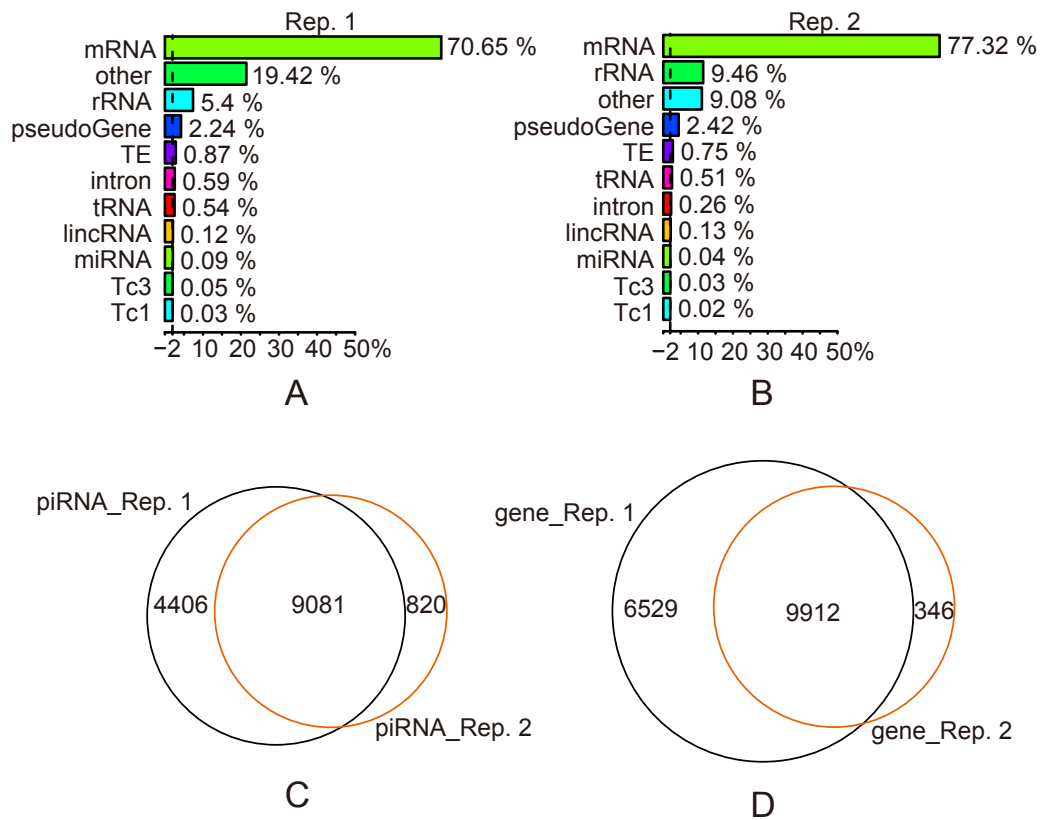 Rep. 1
mRNA 70.65 %
other 19.42 %
rRNA 5.4 %
pseudoGene 2.24 %
TE 0.87 %
intron 0.59 %
tRNA 0.54 %
lincRNA 0.12 %
miRNA 0.09 %
Tc3 0.05 %
Tc1 0.03 %
−2 10 20 30 40 50%
A
Rep. 2
mRNA 77.32 %
rRNA 9.46 %
other 9.08 %
pseudoGene 2.42 %
TE 0.75 %
tRNA 0.51 %
intron 0.26 %
lincRNA 0.13 %
miRNA 0.04 %
Tc3 0.03 %
Tc1 0.02 %
−2 10 20 30 40 50%
B
piRNA_Rep. 1
4406 9081 820
piRNA_Rep. 2
C
gene_Rep. 1
6529 9912 346
gene_Rep. 2
D